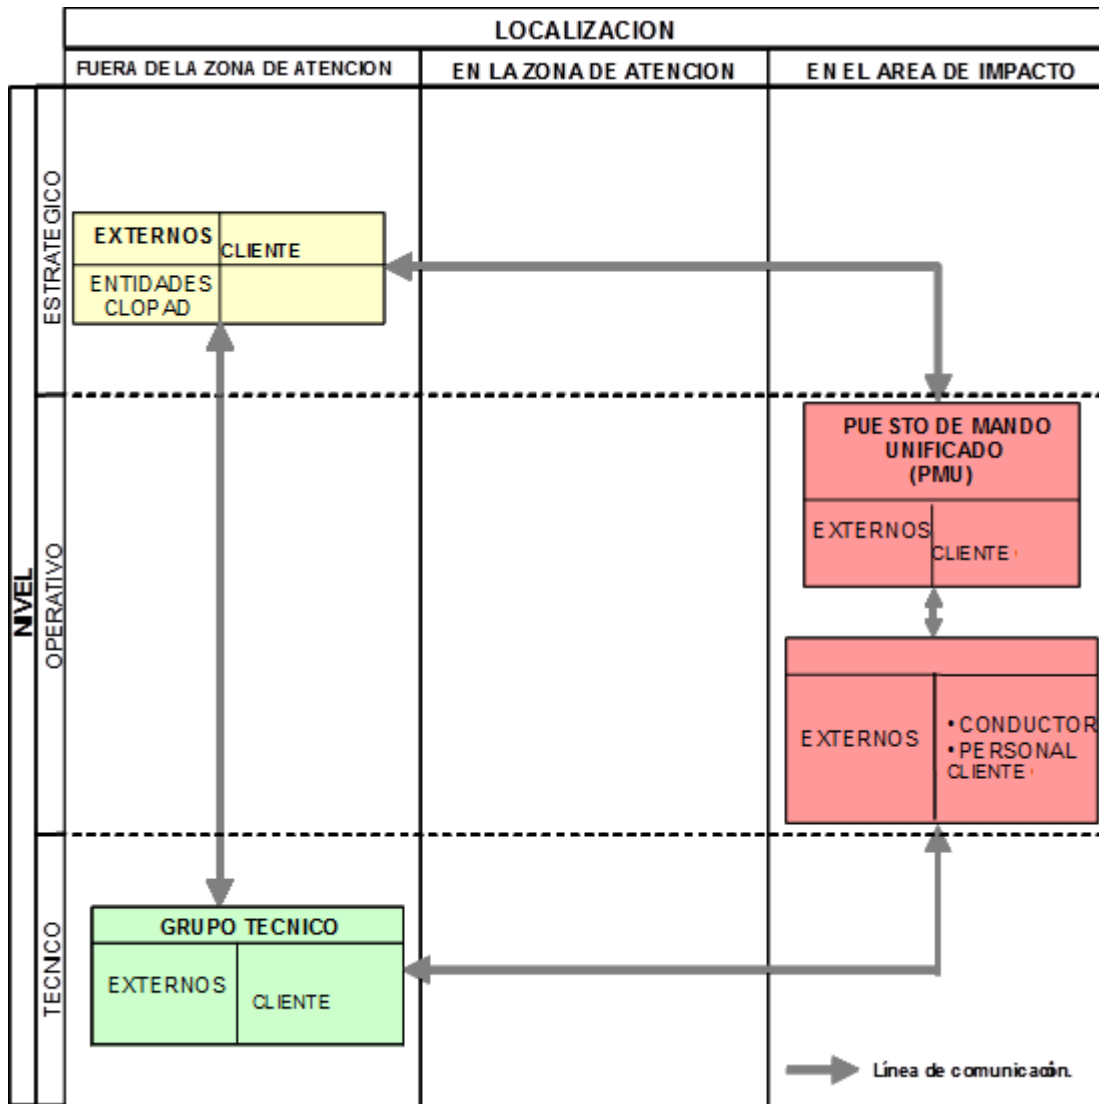 LOCALIZACION
FUERA DE LA ZONA DE ATENCION
EN LA ZONA DE ATENCION
EN EL AREA DE IMPACTO
NIVEL
ESTRATEGICO
EXTERNOS
CLIENTE
ENTIDADES
CLOPAD
OPERATIVO
PUESTO DE MANDO
UNIFICADO
(PMU)
EXTERNOS
CLIENTE
EXTERNOS
• CONDUCTOR
• PERSONAL
CLIENTE
TECNICO
GRUPO TECNICO
EXTERNOS
CLIENTE
Línea de comunicación.